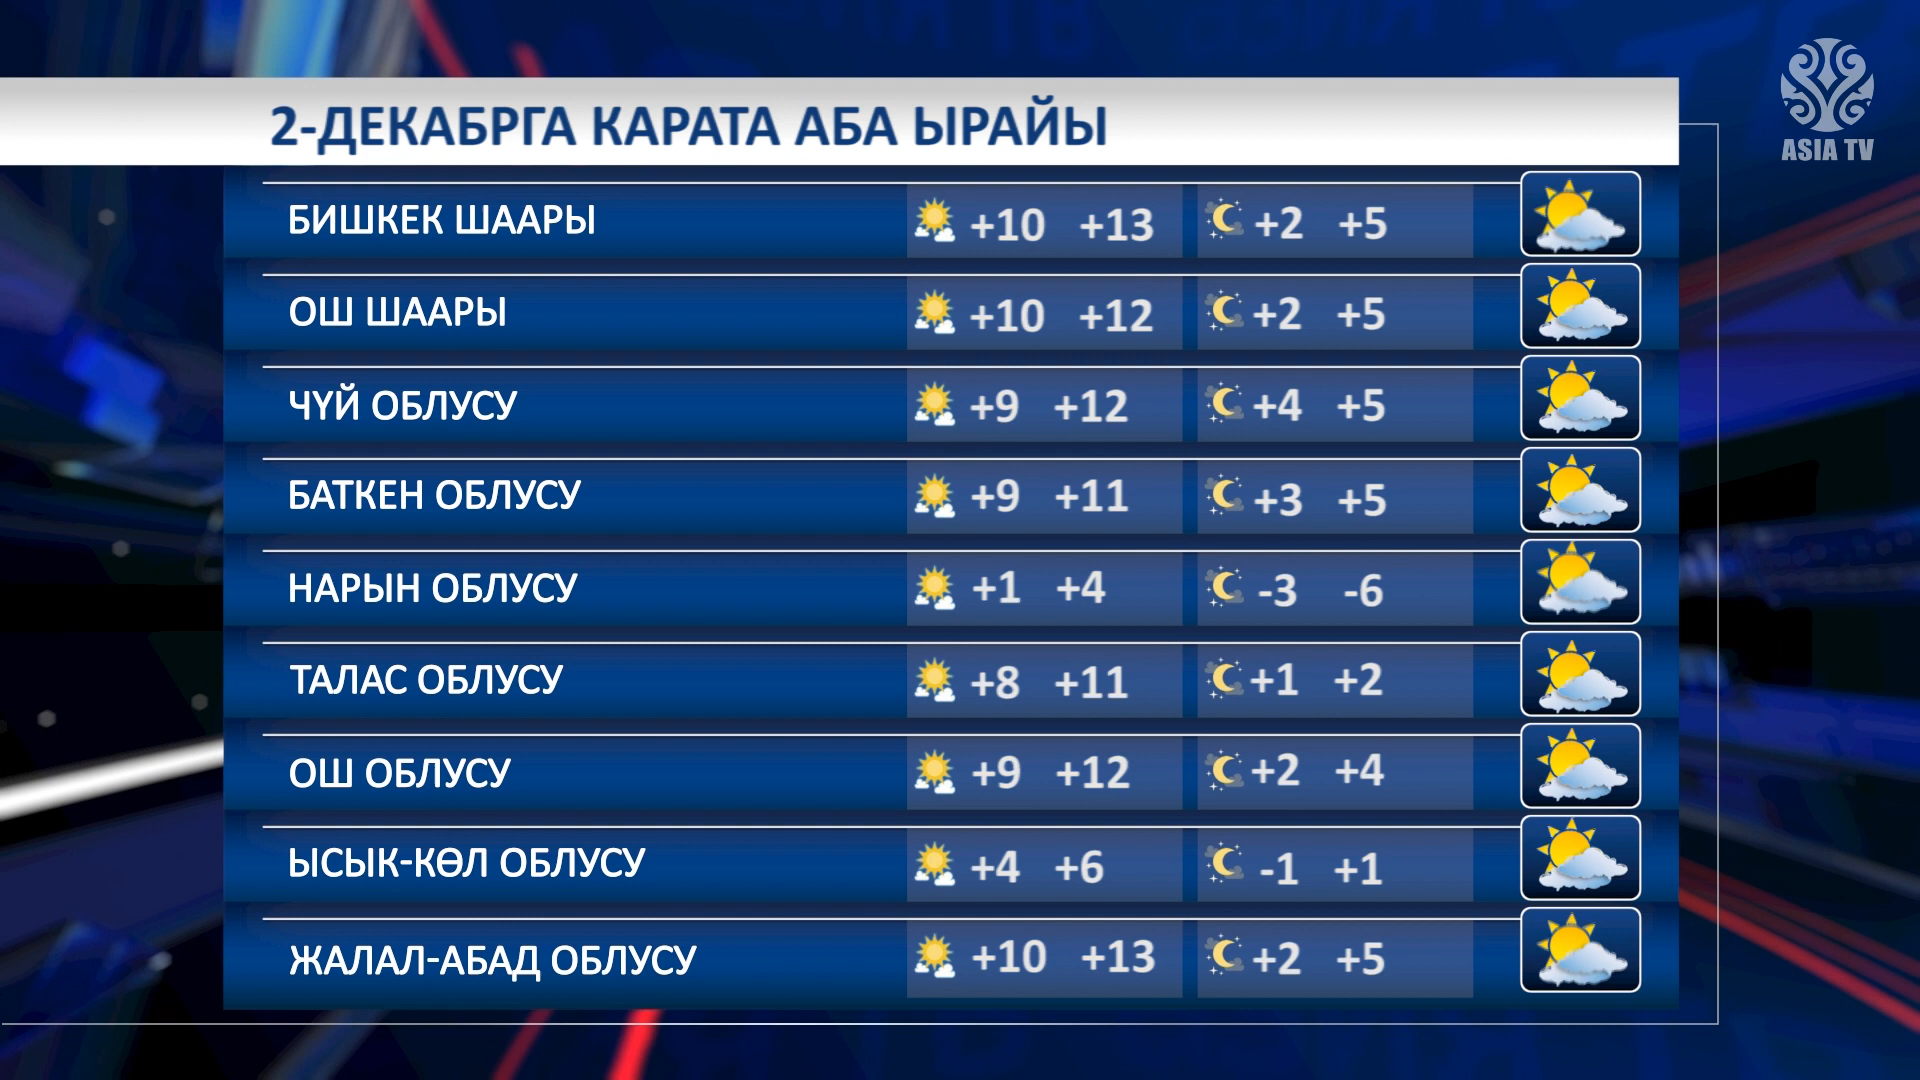 2-ДЕКАБРГА КАРАТА АБА ЫРАЙЫ
ASIA TV
БИШКЕК ШААРЫ +10 +13 +2 +5
ОШ ШААРЫ +10 +12 +2 +5
ЧҮЙ ОБЛУСУ +9 +12 +4 +5
БАТКЕН ОБЛУСУ +9 +11 +3 +5
НАРЫН ОБЛУСУ +1 +4 -3 -6
ТАЛАС ОБЛУСУ +8 +11 +1 +2
ОШ ОБЛУСУ +9 +12 +2 +4
ЫСЫК-КӨЛ ОБЛУСУ +4 +6 -1 +1
ЖАЛАЛ-АБАД ОБЛУСУ +10 +13 +2 +5